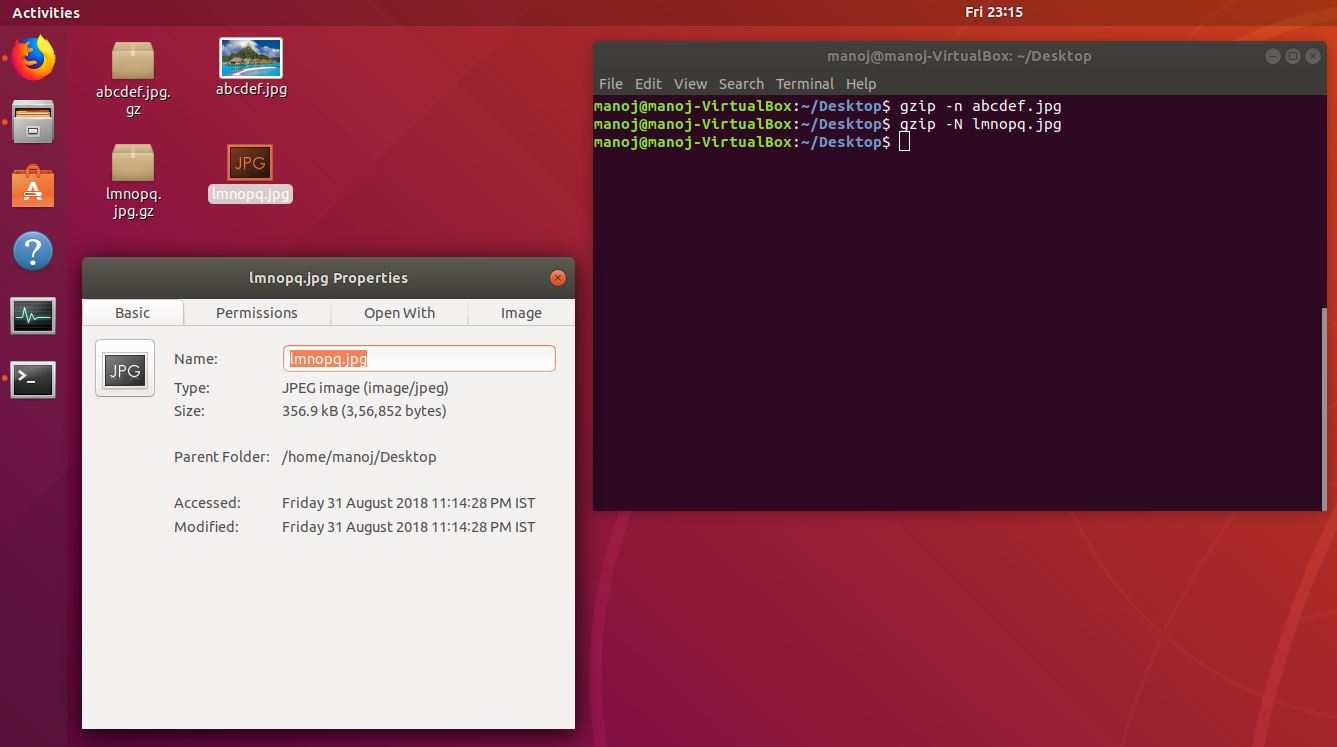 Activities
Fri 23:15
abcdef.jpg.
gz
abcdef.jpg
lmnopq.
jpg.gz
JPG
lmnopq.jpg
manoj@manoj-VirtualBox: ~/Desktop
File Edit View Search Terminal Help
manoj@manoj-VirtualBox:~/Desktop$ gzip -n abcdef.jpg
manoj@manoj-VirtualBox:~/Desktop$ gzip -N lmnopq.jpg
manoj@manoj-VirtualBox:~/Desktop$
lmnopq.jpg Properties
Basic Permissions Open With Image
JPG
Name: lmnopq.jpg
Type: JPEG image (image/jpeg)
Size: 356.9 kB (3,56,852 bytes)
Parent Folder: /home/manoj/Desktop
Accessed: Friday 31 August 2018 11:14:28 PM IST
Modified: Friday 31 August 2018 11:14:28 PM IST